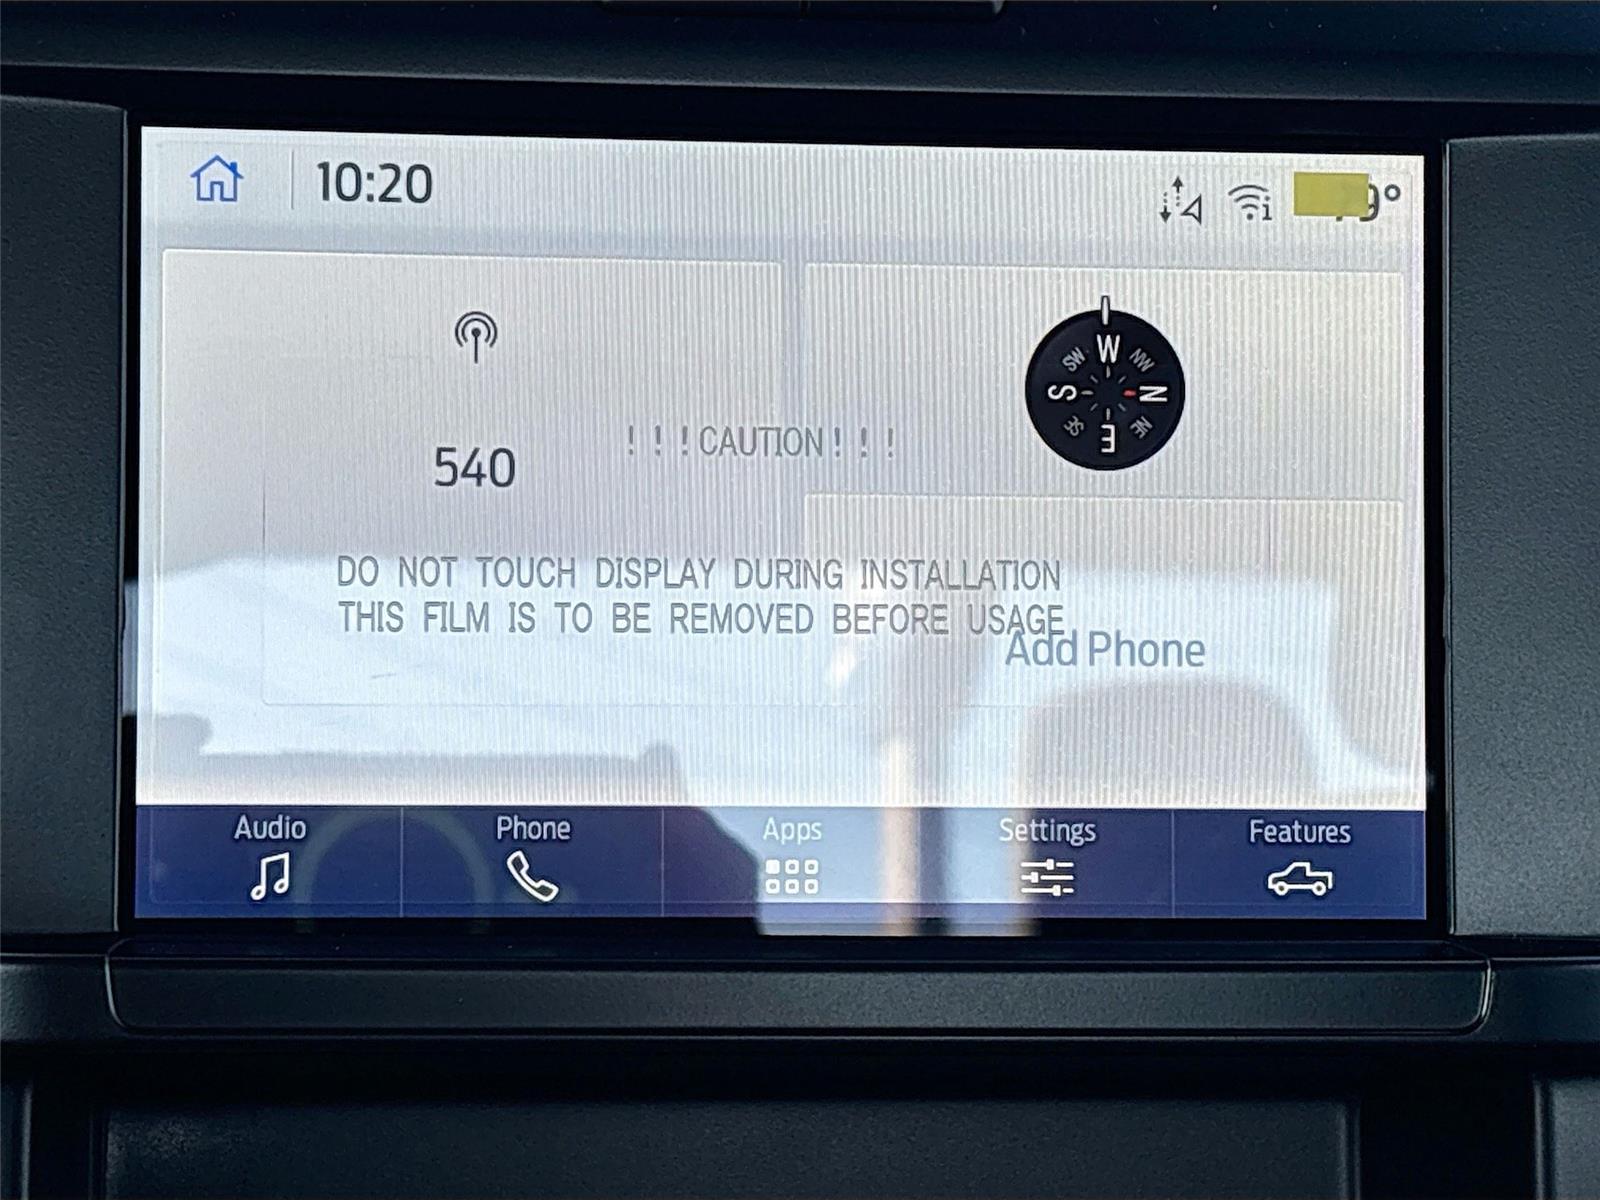 10:20
540
!!!CAUTION!!!
W
NW
N
NE
E
SE
S
SW
DO NOT TOUCH DISPLAY DURING INSTALLATION
THIS FILM IS TO BE REMOVED BEFORE USAGE
Add Phone
Audio
Phone
Apps
Settings
Features